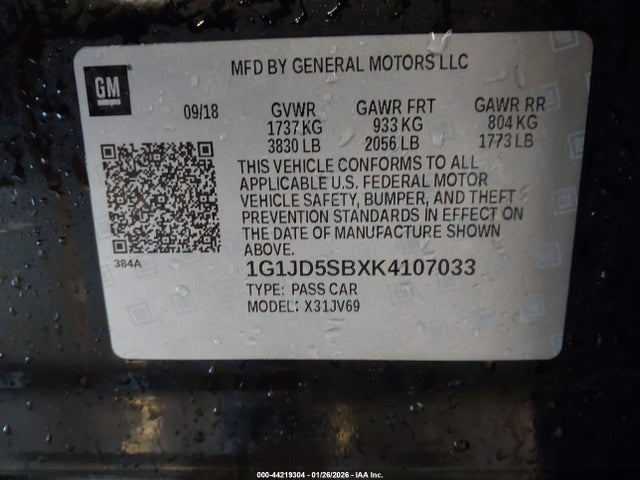 GM
MFD BY GENERAL MOTORS LLC
09/18 GVWR GAWR FRT GAWR RR
1737 KG 933 KG 804 KG
3830 LB 2056 LB 1773 LB
THIS VEHICLE CONFORMS TO ALL
APPLICABLE U.S. FEDERAL MOTOR
VEHICLE SAFETY, BUMPER, AND THEFT
PREVENTION STANDARDS IN EFFECT ON
THE DATE OF MANUFACTURE SHOWN
ABOVE.
384A
1G1JD5SBXK4107033
TYPE: PASS CAR
MODEL: X31JV69
000-44219304 | 01/26/2026 - IAA Inc.